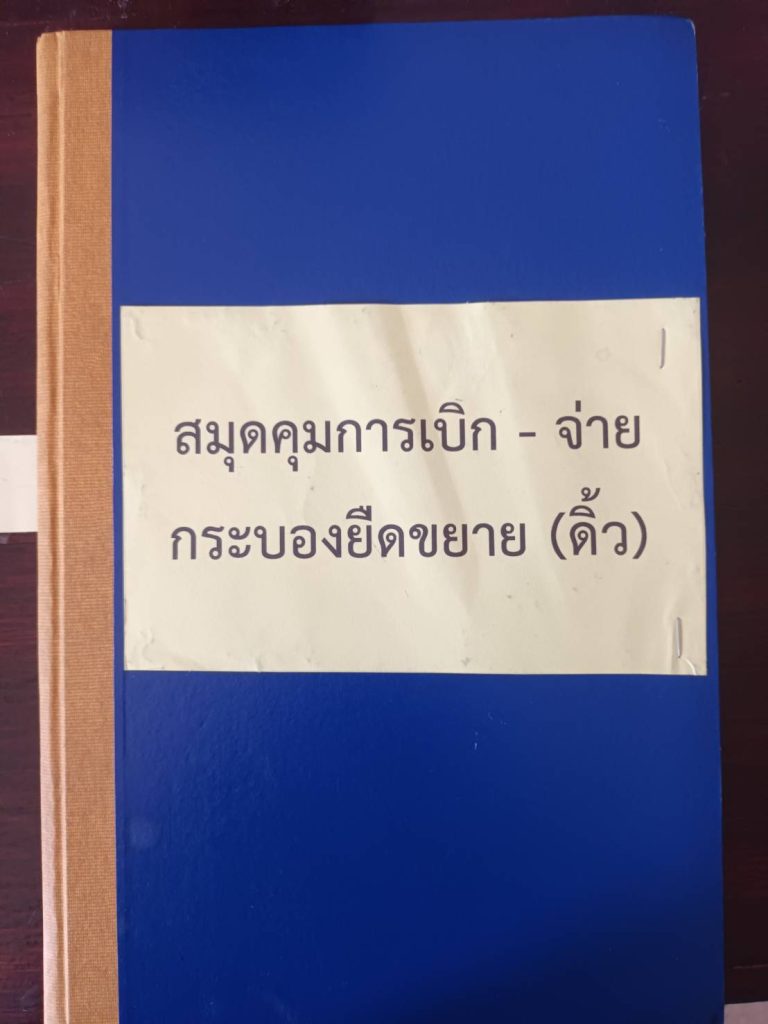 สมุดคุมการเบิก - จ่าย
กระบองยืดขยาย (ดิ้ว)